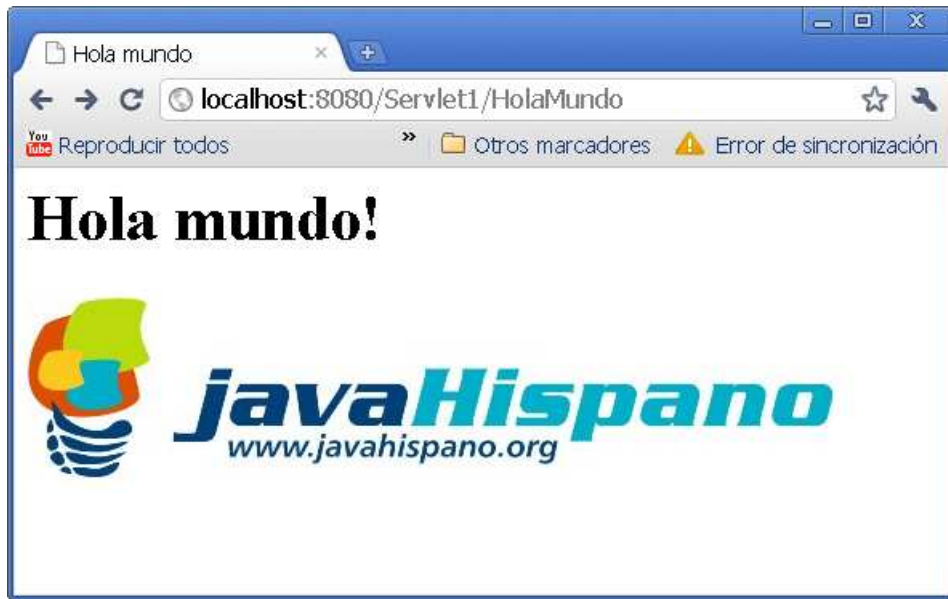 Hola mundo
localhost:8080/Servlet1/HolaMundo
You Tube Reproducir todos » Otros marcadores Error de sincronización
Hola mundo!
javaHispano
www.javahispano.org